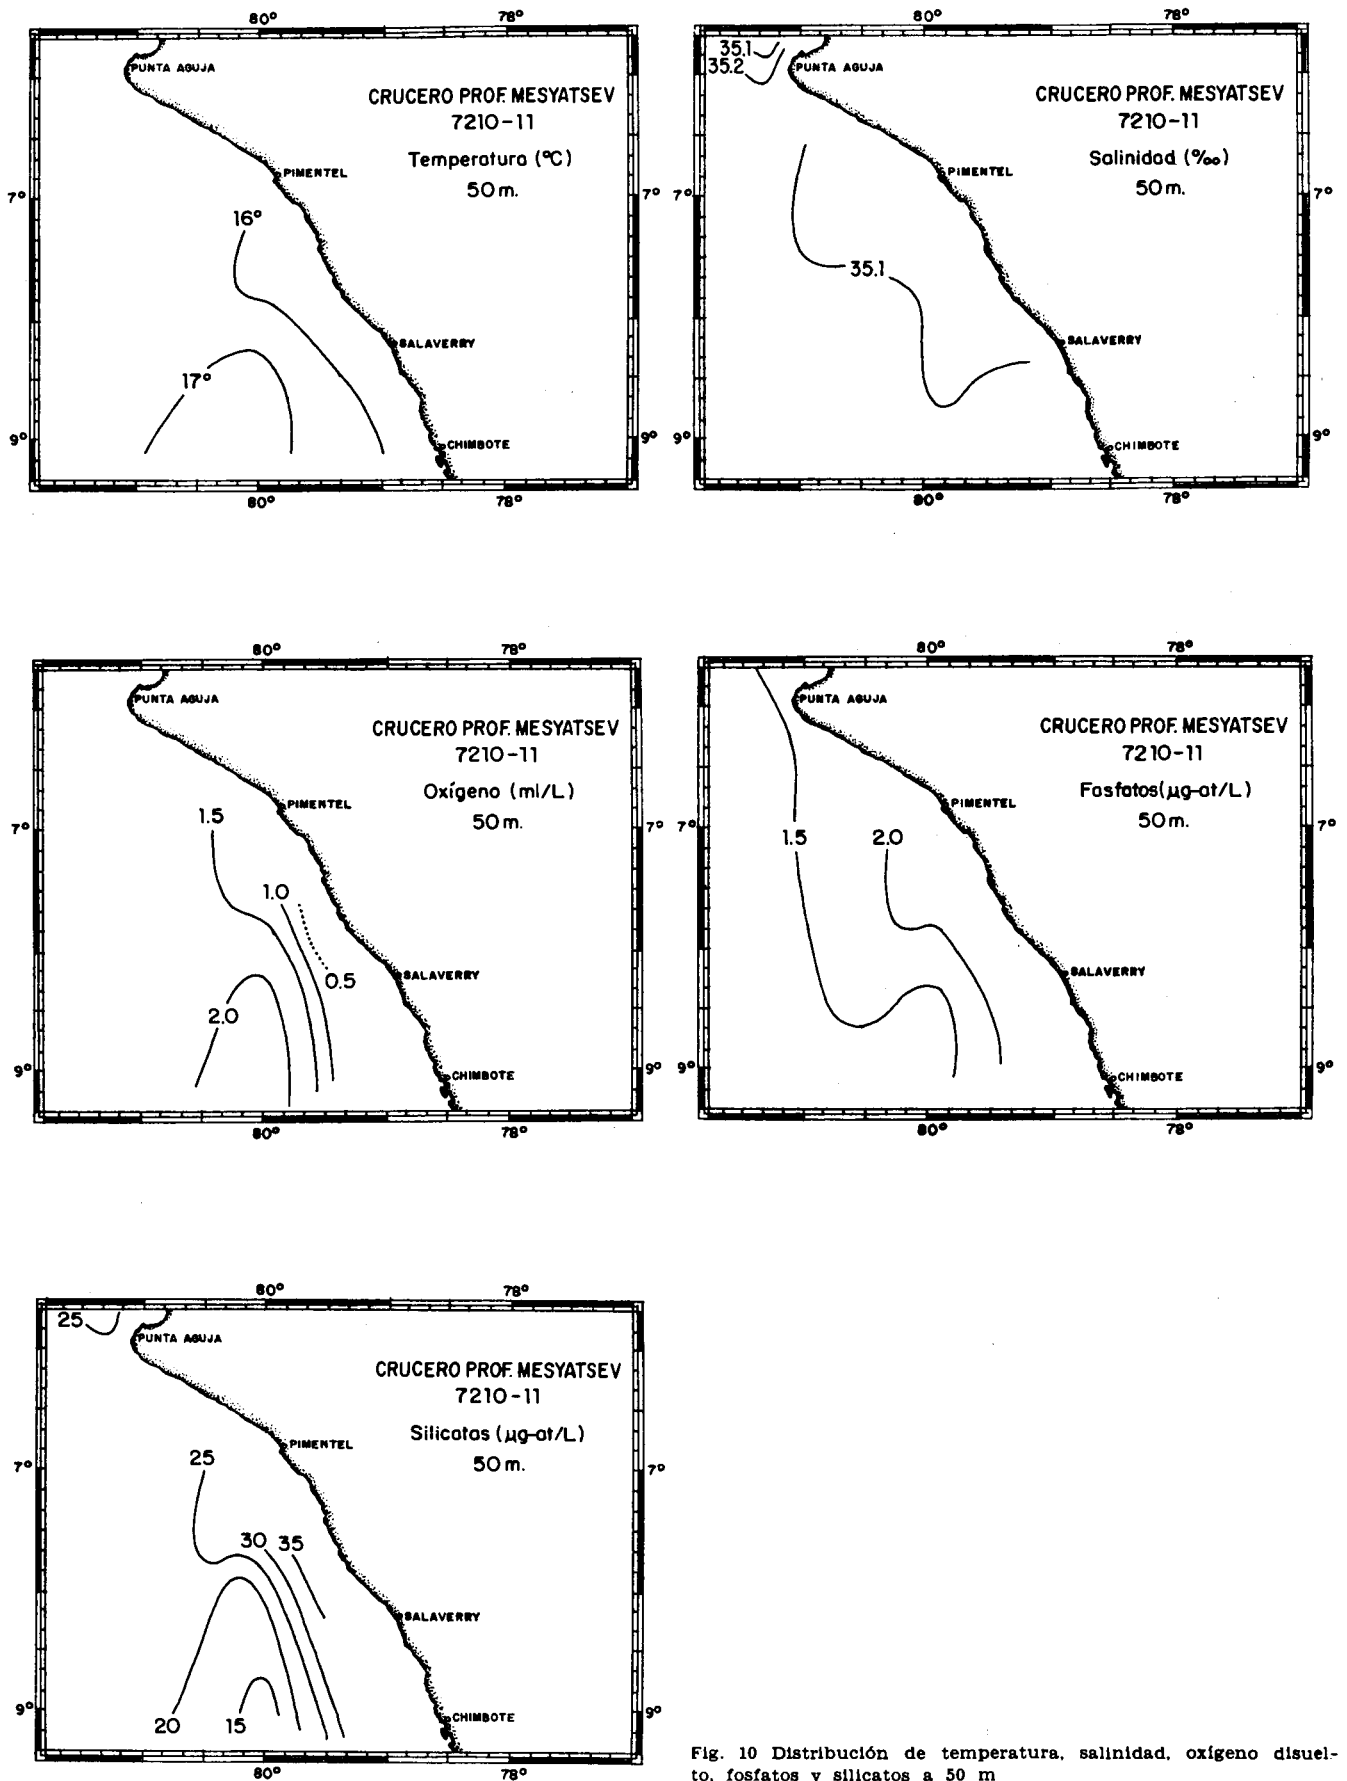 80° 78°
PUNTA AGUJA
CRUCERO PROF. MESYATSEV
7210-11
Temperatura (°C)
50 m.
PIMENTEL
7° 7°
16°
SALAVERRY
17°
9° 9°
CHIMBOTE
80° 78°
80° 78°
35.1
35.2
PUNTA AGUJA
CRUCERO PROF. MESYATSEV
7210-11
Salinidad (‰)
50 m.
PIMENTEL
7° 7°
35.1
SALAVERRY
9° 9°
CHIMBOTE
80° 78°
80° 78°
PUNTA AGUJA
CRUCERO PROF. MESYATSEV
7210-11
Oxígeno (ml/L)
50 m.
PIMENTEL
1.5
7° 7°
1.0
SALAVERRY
0.5
2.0
9° 9°
CHIMBOTE
80° 78°
80° 78°
PUNTA AGUJA
CRUCERO PROF. MESYATSEV
7210-11
Fosfatos (µg-at/L)
50 m.
PIMENTEL
7° 7°
1.5 2.0
SALAVERRY
9° 9°
CHIMBOTE
80° 78°
80° 78°
25
PUNTA AGUJA
CRUCERO PROF. MESYATSEV
7210-11
Silicatos (µg-at/L)
50 m.
PIMENTEL
25
7° 7°
30 35
SALAVERRY
9° 9°
CHIMBOTE
20 15
80° 78°
Fig. 10 Distribución de temperatura, salinidad, oxígeno disuel-
to, fosfatos y silicatos a 50 m